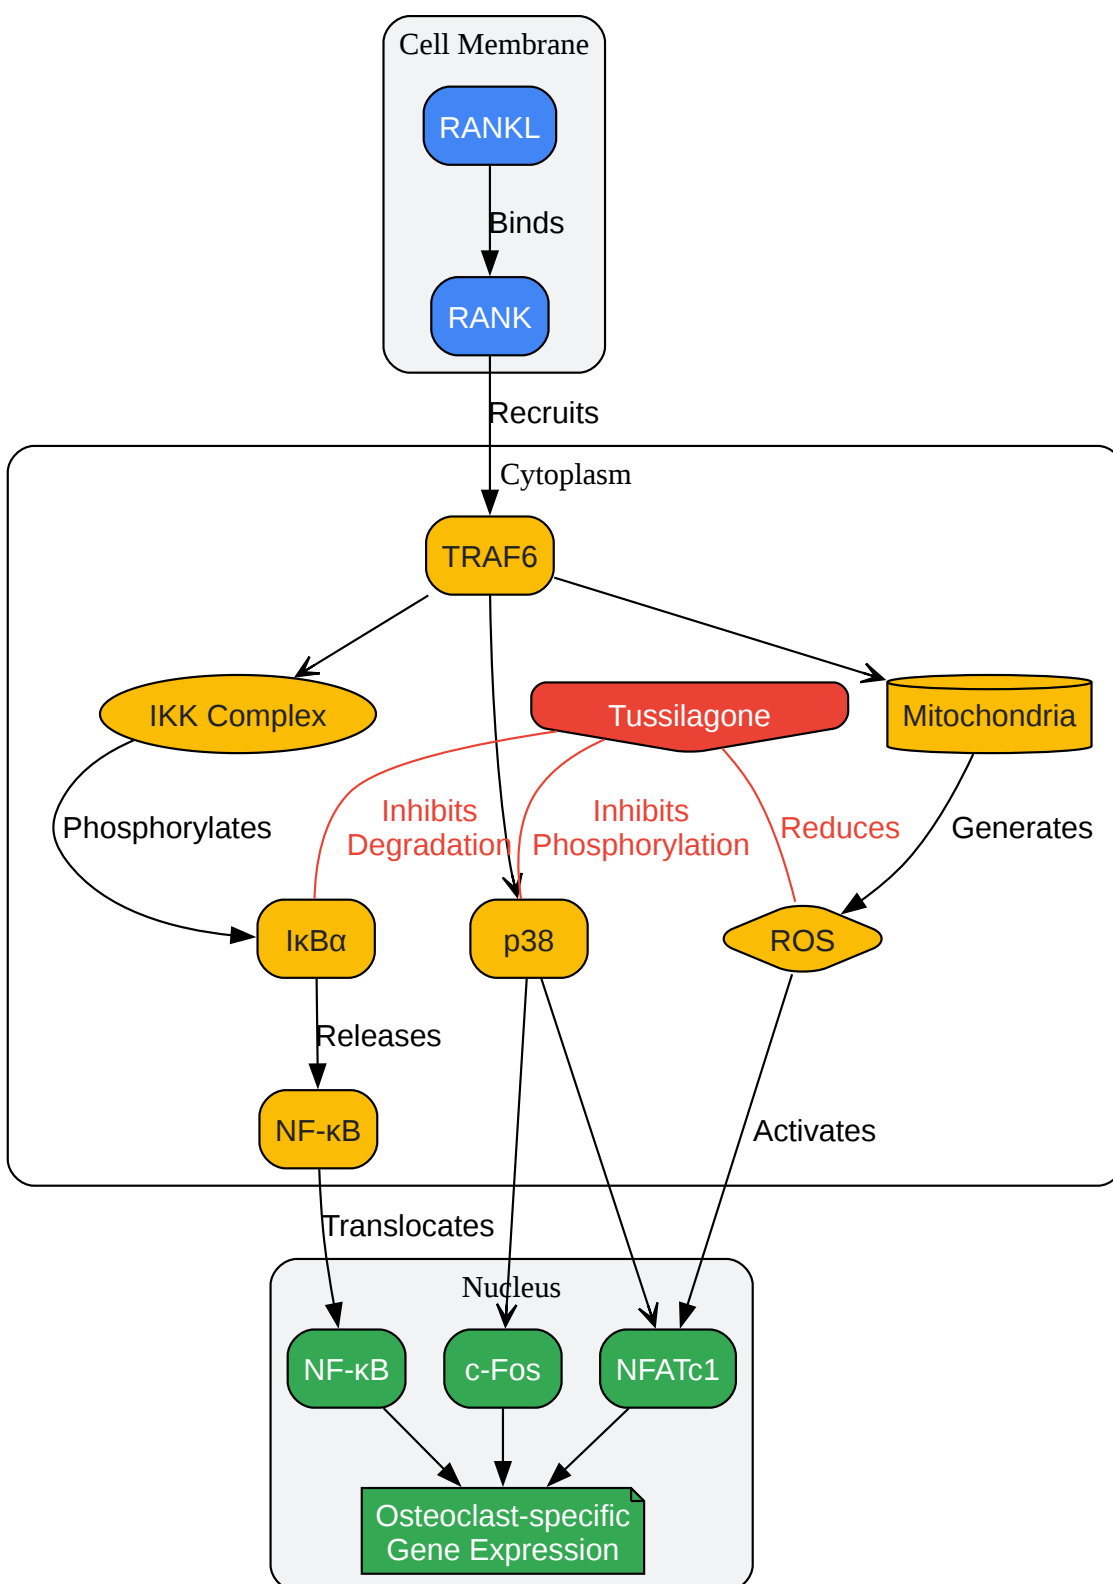 Cell Membrane
RANKL
Binds
RANK
Recruits
Cytoplasm
TRAF6
IKK Complex
Tussilagone
Mitochondria
Phosphorylates
Inhibits
Degradation
Inhibits
Phosphorylation
Reduces
Generates
IκBα
p38
ROS
Releases
NF-κB
Activates
Translocates
Nucleus
NF-κB
c-Fos
NFATc1
Osteoclast-specific
Gene Expression